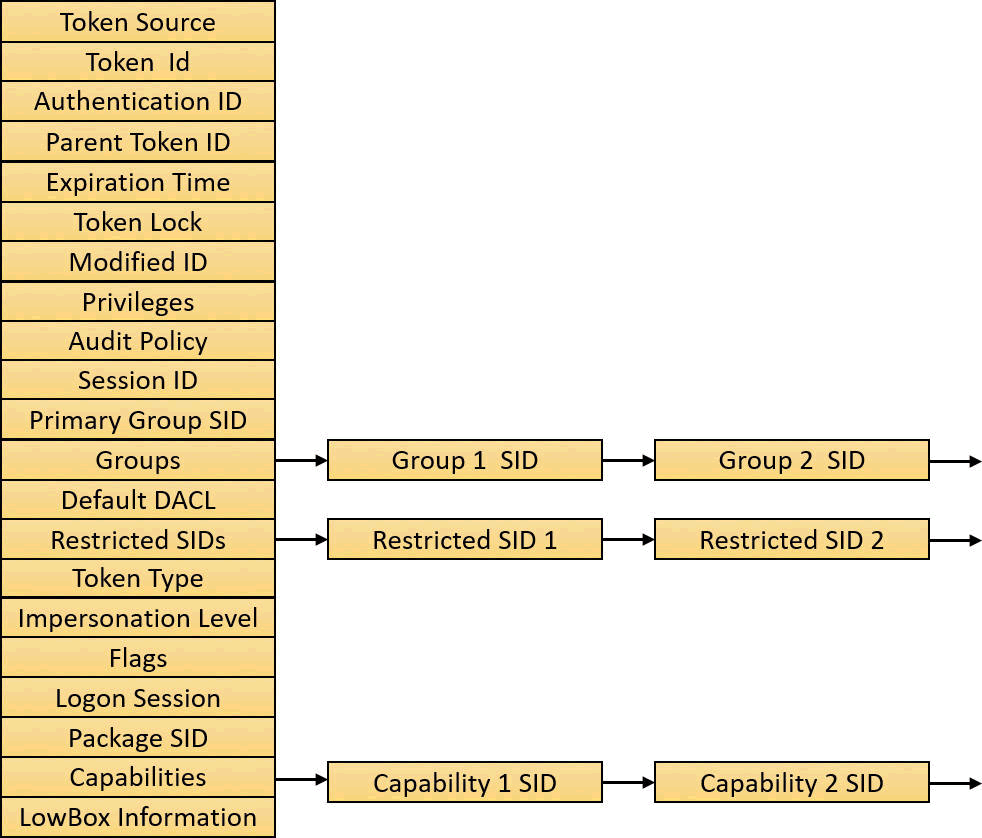 Token Source
Token  Id
Authentication ID
Parent Token ID
Expiration Time
Token Lock
Modified ID
Privileges
Audit Policy
Session ID
Primary Group SID
Groups
Group 1  SID
Group 2  SID
Default DACL
Restricted SIDs
Restricted SID 1
Restricted SID 2
Token Type
Impersonation Level
Flags
Logon Session
Package SID
Capabilities
Capability 1 SID
Capability 2 SID
LowBox Information